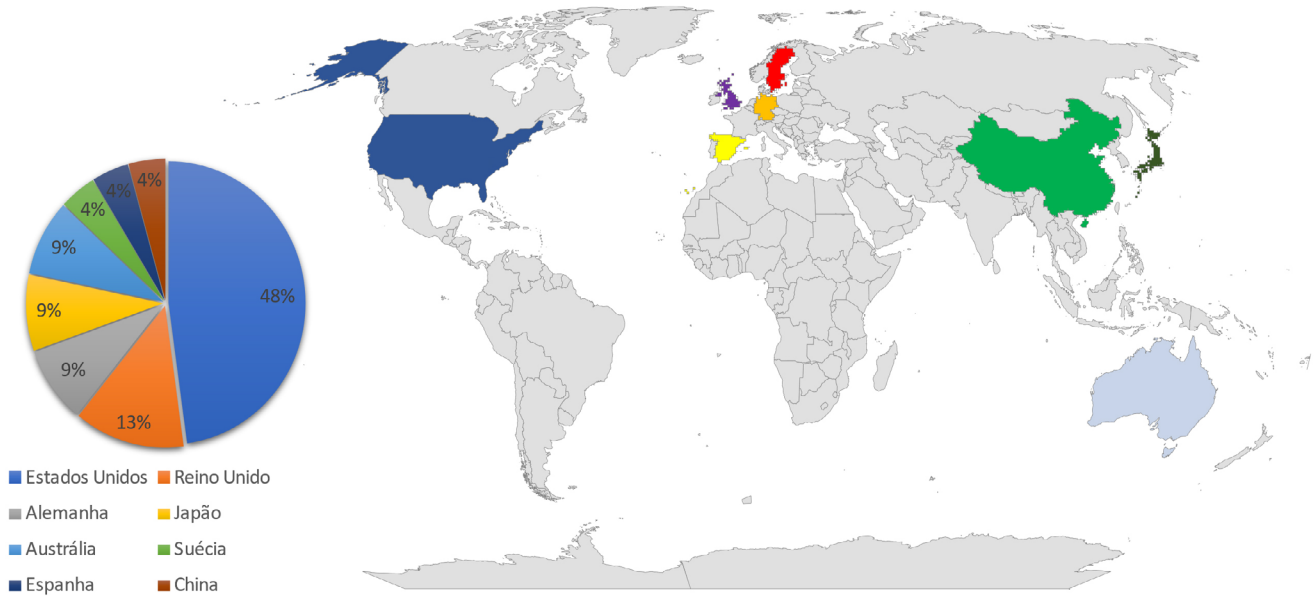 4%
4%
4%
9%
48%
9%
9%
13%
Estados Unidos Reino Unido
Alemanha Japão
Austrália Suécia
Espanha China